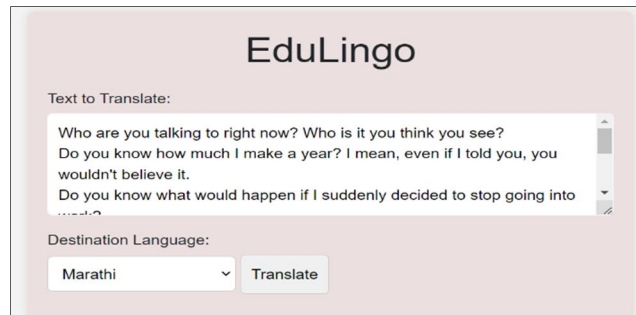 EduLingo
Text to Translate:
Who are you talking to right now? Who is it you think you see?
Do you know how much I make a year? I mean, even if I told you, you
wouldn't believe it.
Do you know what would happen if I suddenly decided to stop going into
work?
Destination Language:
Marathi
Translate